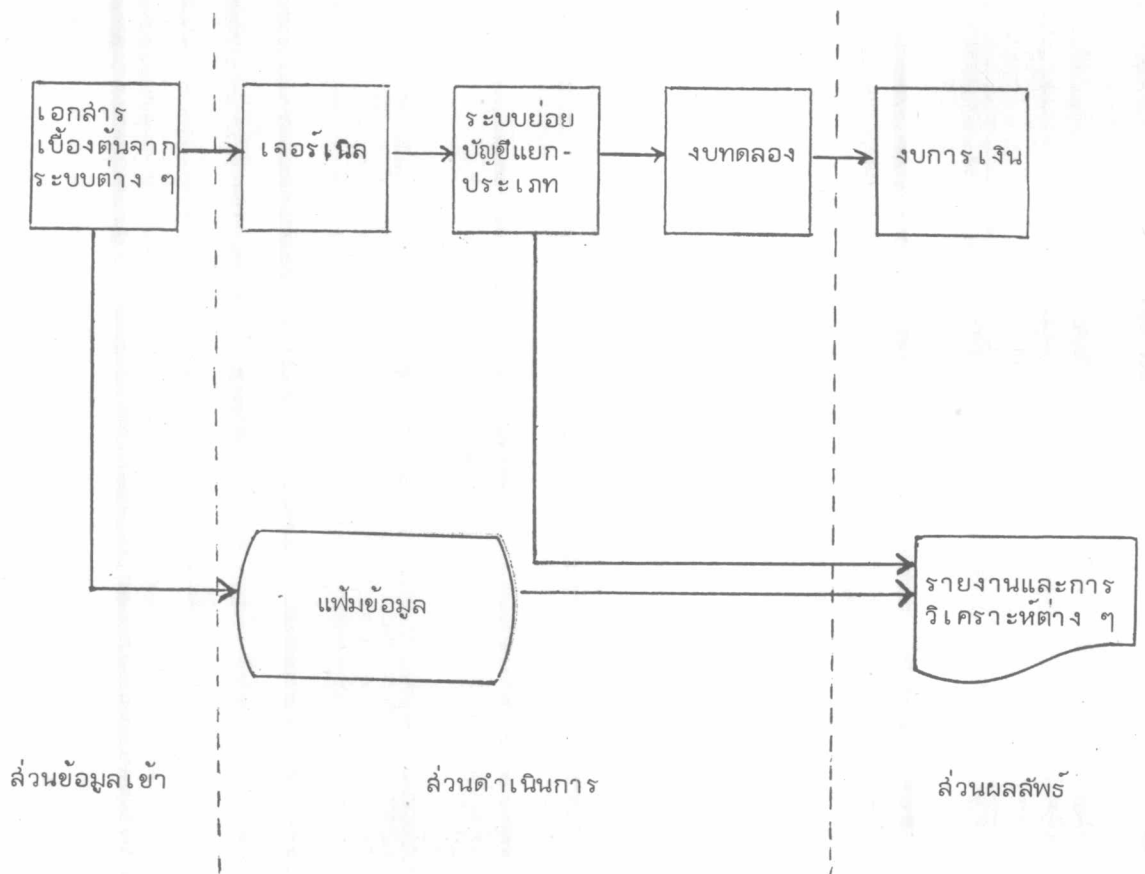 เอกสาร
เบื้องต้นจาก
ระบบต่าง ๆ
เจอร์เนิล
ระบบย่อย
บัญชีแยก-
ประเภท
งบทดลอง
งบการเงิน
แฟ้มข้อมูล
รายงานและการ
วิเคราะห์ต่าง ๆ
ส่วนข้อมูลเข้า
ส่วนดำเนินการ
ส่วนผลลัพธ์